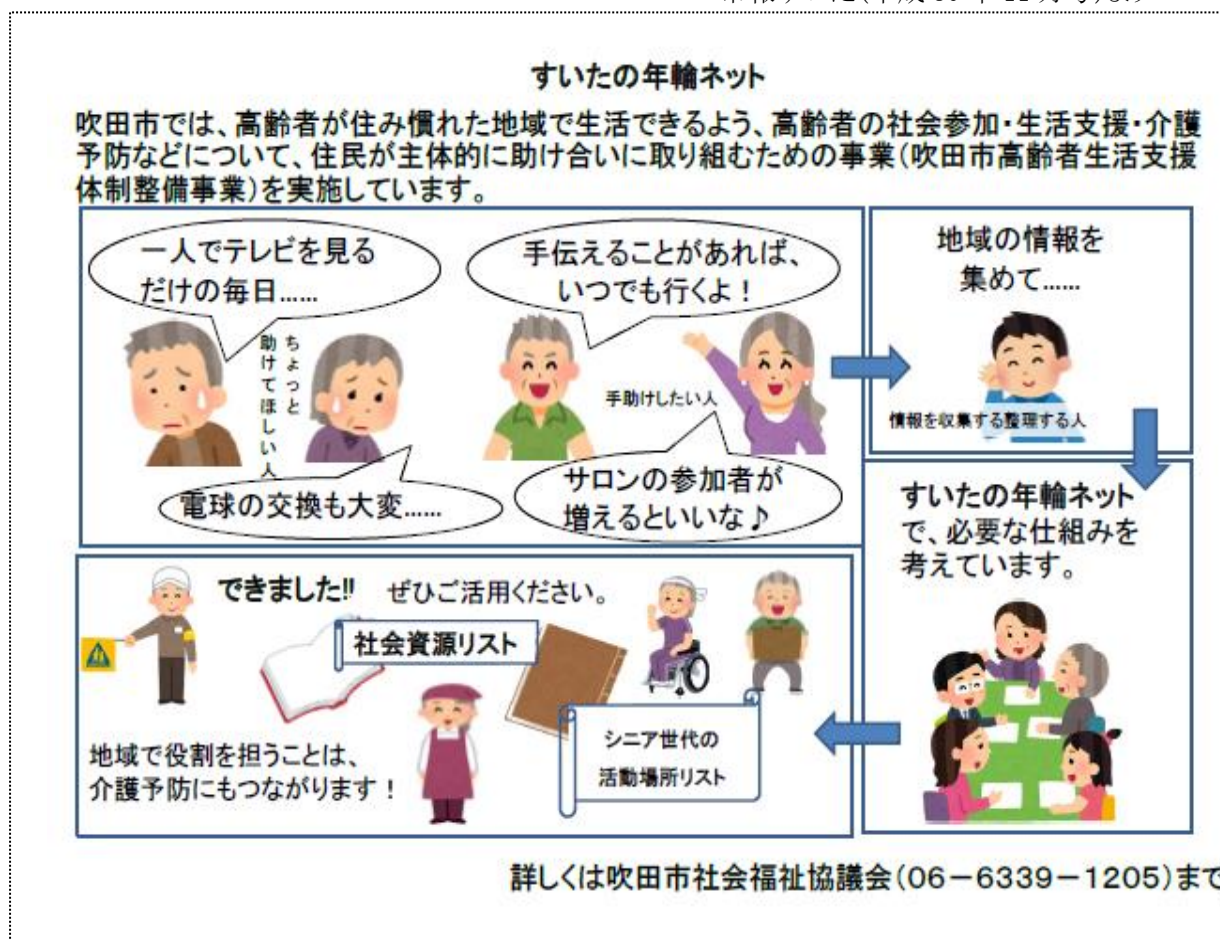 すいたの年輪ネット
吹田市では、高齢者が住み慣れた地域で生活できるよう、高齢者の社会参加・生活支援・介護
予防などについて、住民が主体的に助け合いに取り組むための事業(吹田市高齢者生活支援
体制整備事業)を実施しています。
一人でテレビを見る
だけの毎日……
手伝えることがあれば、
いつでも行くよ！
ちょっと
助けてほしい人
手助けしたい人
電球の交換も大変……
サロンの参加者が
増えるといいな♪
地域の情報を
集めて……
情報を収集する整理する人
すいたの年輪ネット
で、必要な仕組みを
考えています。
できました!! ぜひご活用ください。
社会資源リスト
シニア世代の
活動場所リスト
地域で役割を担うことは、
介護予防にもつながります！
詳しくは吹田市社会福祉協議会(06－6339－1205)まで